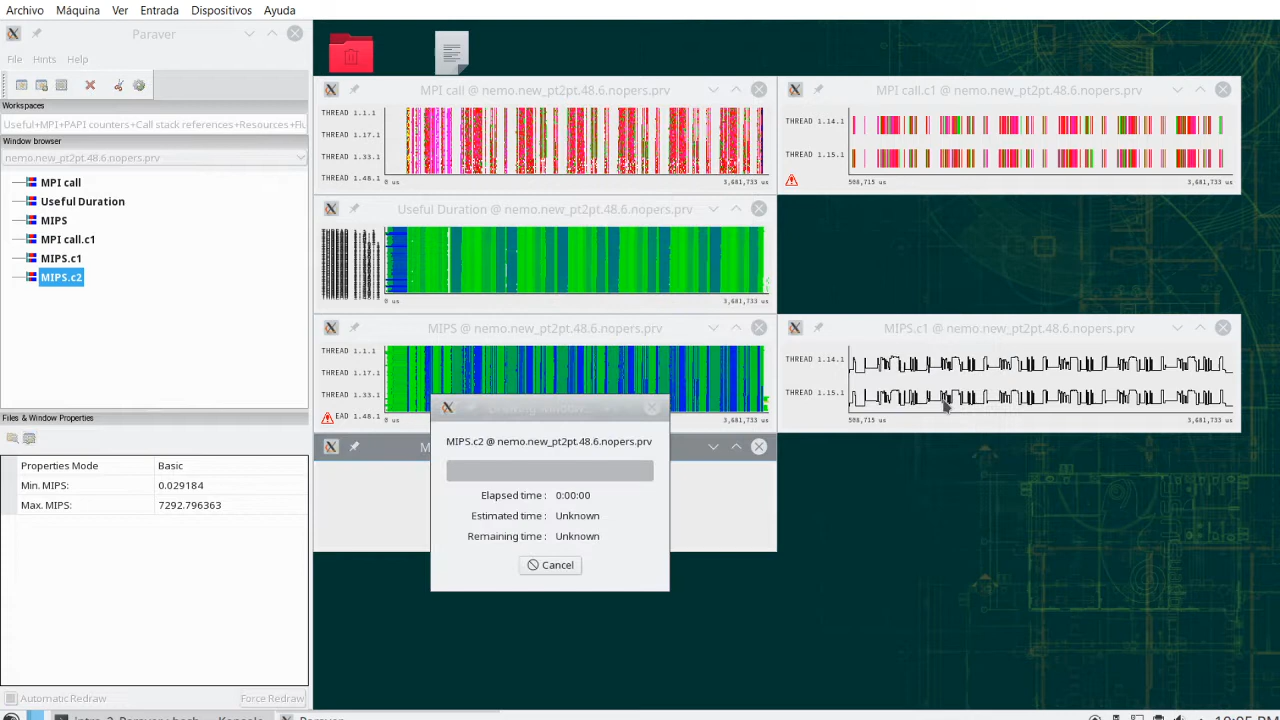 Archivo Máquina Ver Entrada Dispositivos Ayuda
Paraver
File Hints Help
Workspaces
Useful+MPI+PAPI counters+Call stack references+Resources+Flu
Window browser
nemo.new_pt2pt.48.6.nopers.prv
MPI call
Useful Duration
MIPS
MPI call.c1
MIPS.c1
MIPS.c2
Files & Window Properties
Properties Mode Basic
Min. MIPS: 0.029184
Max. MIPS: 7292.796363
Automatic Redraw Force Redraw
MPI call @ nemo.new_pt2pt.48.6.nopers.prv
THREAD 1.1.1
THREAD 1.17.1
THREAD 1.33.1
THREAD 1.48.1
0 us 3,681,733 us
MPI call.c1 @ nemo.new_pt2pt.48.6.nopers.prv
THREAD 1.14.1
THREAD 1.15.1
508,715 us 3,681,733 us
Useful Duration @ nemo.new_pt2pt.48.6.nopers.prv
0 us 3,681,733 us
MIPS @ nemo.new_pt2pt.48.6.nopers.prv
THREAD 1.1.1
THREAD 1.17.1
THREAD 1.33.1
EAD 1.48.1
MIPS.c1 @ nemo.new_pt2pt.48.6.nopers.prv
THREAD 1.14.1
THREAD 1.15.1
508,715 us 3,681,733 us
MIPS.c2 @ nemo.new_pt2pt.48.6.nopers.prv
Elapsed time : 0:00:00
Estimated time : Unknown
Remaining time : Unknown
Cancel